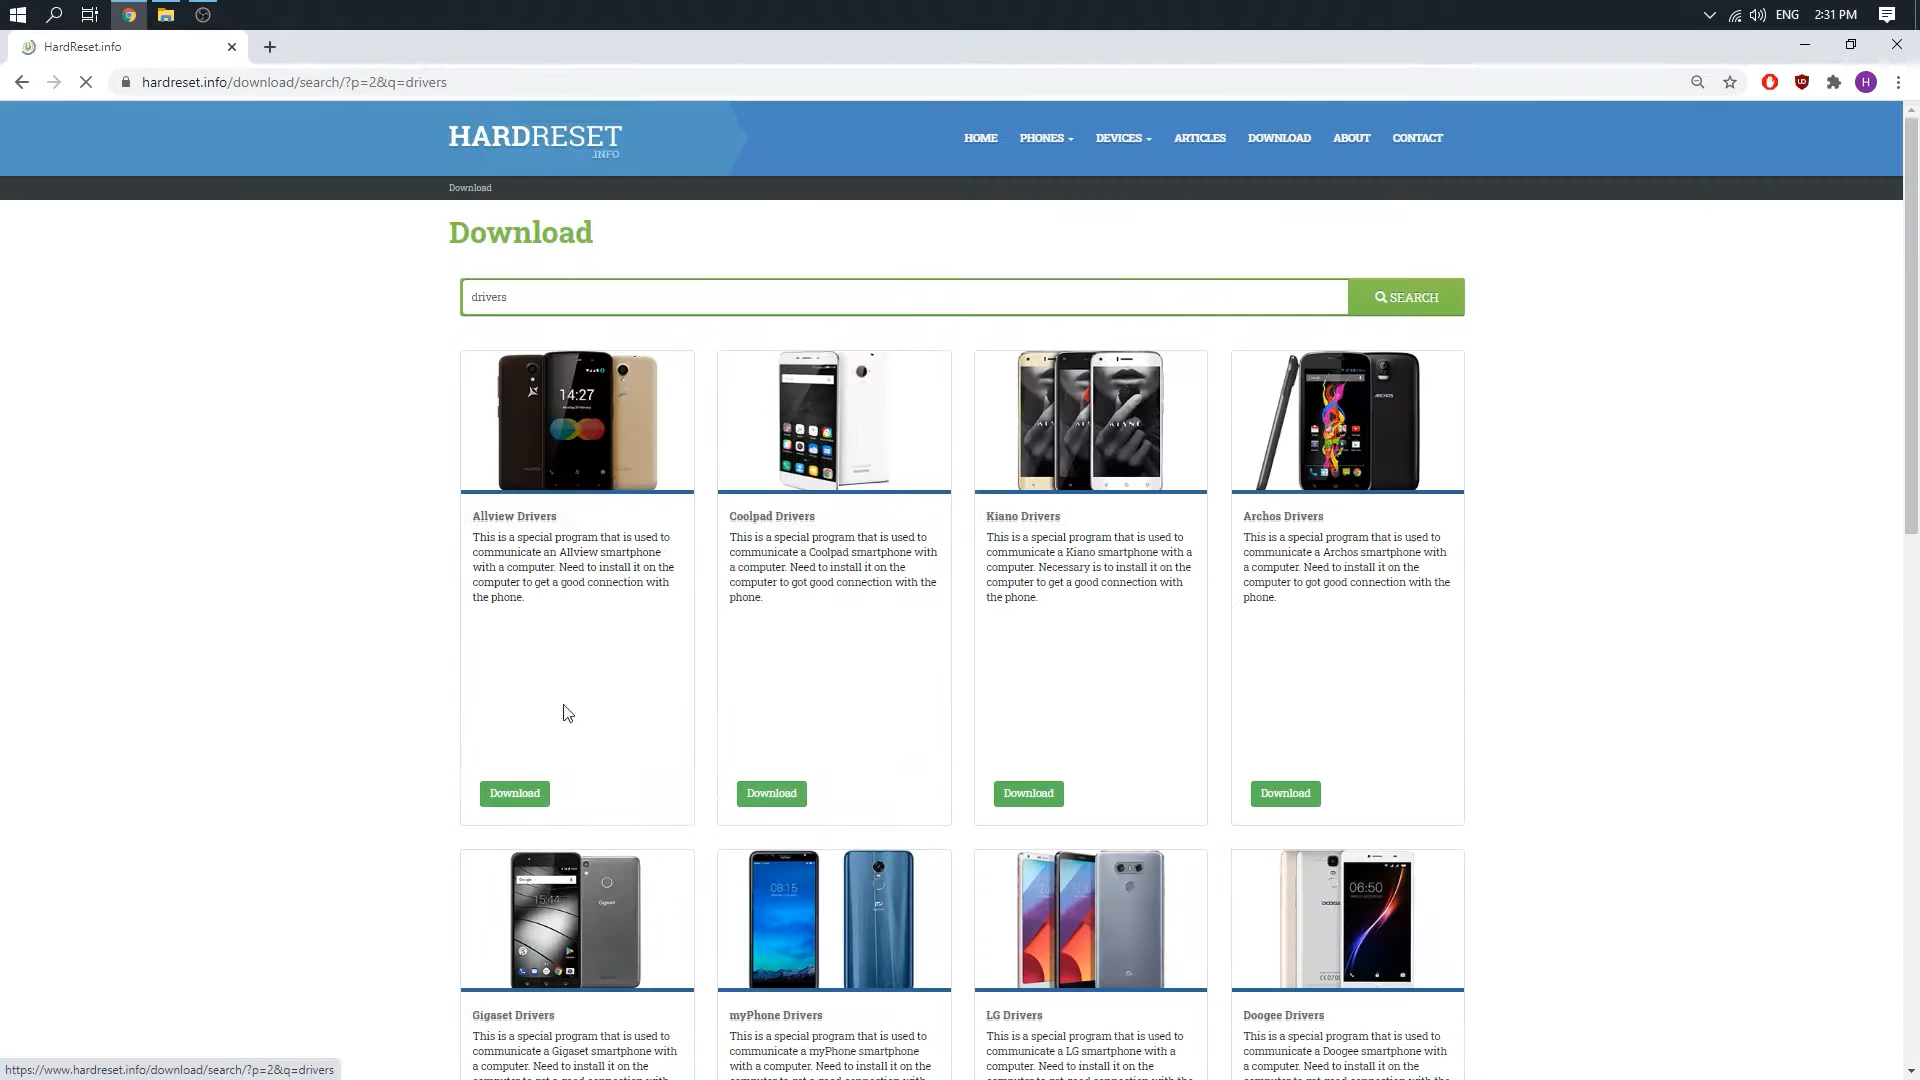 ENG
2:31 PM
HardReset.info
hardreset.info/download/search/?p=2&q=drivers
H
HARDRESET
.INFO
HOME
PHONES
DEVICES
ARTICLES
DOWNLOAD
ABOUT
CONTACT
Download
Download
drivers
SEARCH
14:27
Allview Drivers
This is a special program that is used to
communicate an Allview smartphone
with a computer. Need to install it on the
computer to get a good connection with
the phone.
Download
Coolpad Drivers
This is a special program that is used to
communicate a Coolpad smartphone with
a computer. Need to install it on the
computer to got good connection with the
phone.
Download
KIANO
Kiano Drivers
This is a special program that is used to
communicate a Kiano smartphone with a
computer. Necessary is to install it on the
computer to get a good connection with
the phone.
Download
ARCHOS
Archos Drivers
This is a special program that is used to
communicate a Archos smartphone with
a computer. Need to install it on the
computer to got good connection with the
phone.
Download
15:44
Gigaset
Gigaset Drivers
This is a special program that is used to
communicate a Gigaset smartphone with
a computer. Need to install it on the
08:15
myPhone Drivers
This is a special program that is used to
communicate a myPhone smartphone
with a computer. Need to install it on the
LG Drivers
This is a special program that is used to
communicate a LG smartphone with a
computer. Need to install it on the
DOOGEE
06:50
Doogee Drivers
This is a special program that is used to
communicate a Doogee smartphone with
a computer. Need to install it on the
https://www.hardreset.info/download/search/?p=2&q=drivers